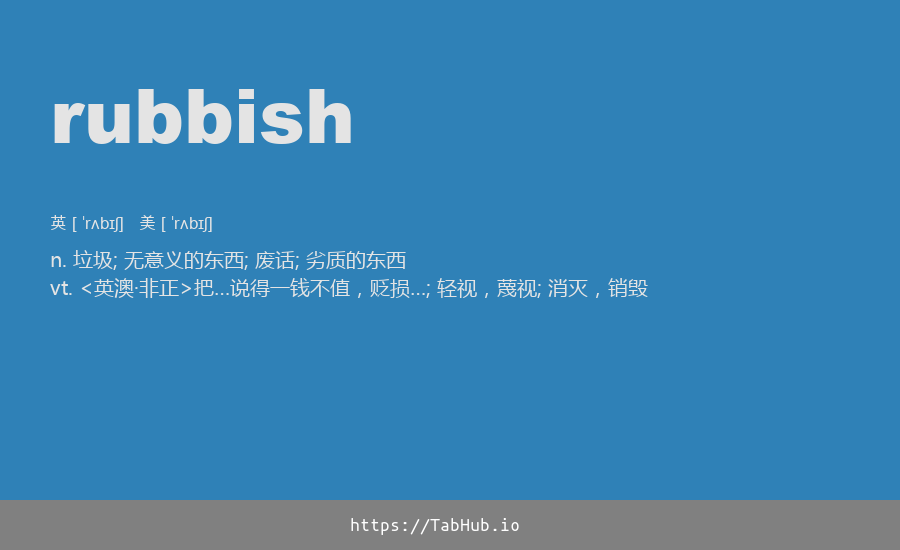 rubbish
英 [ ˈrʌbɪʃ] 美 [ ˈrʌbɪʃ]
n. 垃圾; 无意义的东西; 废话; 劣质的东西
vt. <英澳·非正>把…说得一钱不值，贬损…; 轻视，蔑视; 消灭，销毁
https://TabHub.io